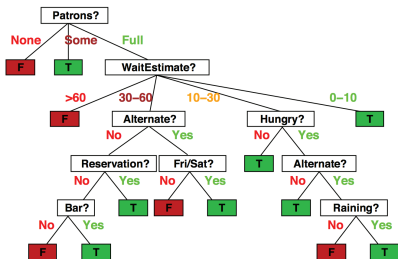 Patrons?
None Some Full
F T WaitEstimate?
>60 30–60 10–30 0–10
F Alternate? Hungry? T
No Yes No Yes
Reservation? Fri/Sat? T Alternate?
No Yes No Yes No Yes
Bar? T F T T Raining?
No Yes No Yes
F T F T